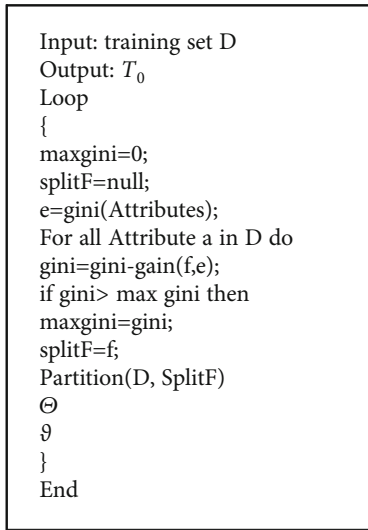 Input: training set D
Output: T₀
Loop
{
maxgini=0;
splitF=null;
e=gini(Attributes);
For all Attribute a in D do
gini=gini-gain(f,e);
if gini> max gini then
maxgini=gini;
splitF=f;
Partition(D, SplitF)
Θ
ϑ
}
End